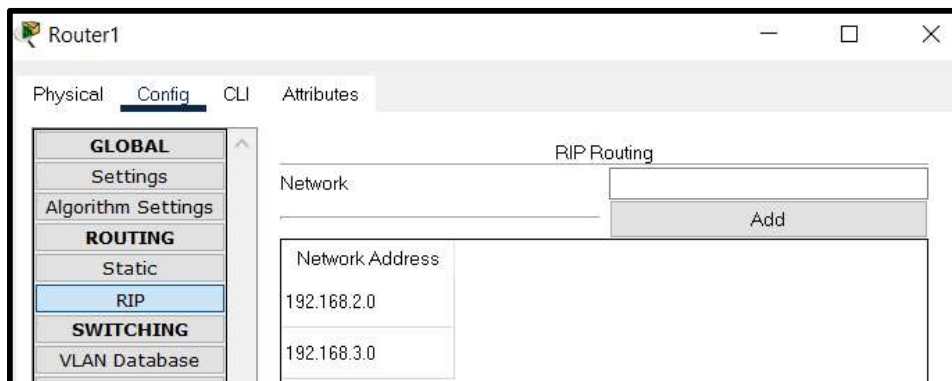 Router1
Physical Config CLI Attributes
GLOBAL
Settings
Algorithm Settings
ROUTING
Static
RIP
SWITCHING
VLAN Database
RIP Routing
Network
Add
Network Address
192.168.2.0
192.168.3.0